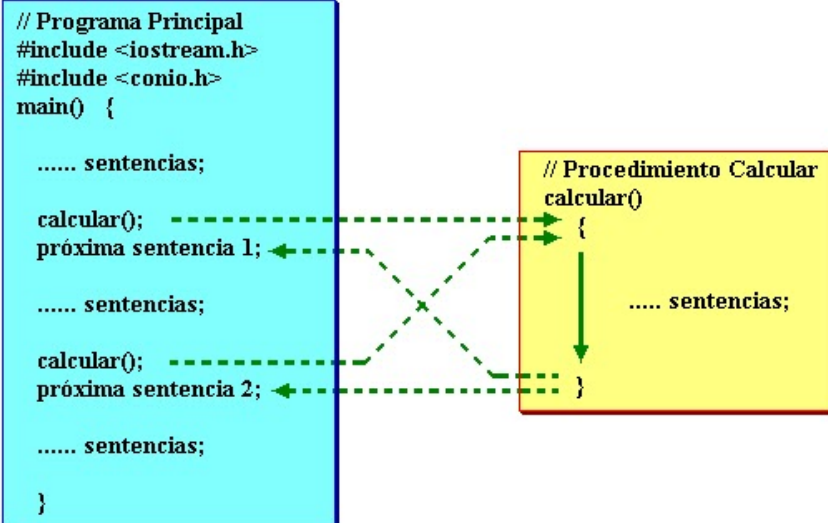 // Programa Principal
#include <iostream.h>
#include <conio.h>
main() {
...... sentencias;
calcular();
próxima sentencia 1;
...... sentencias;
calcular();
próxima sentencia 2;
...... sentencias;
}
// Procedimiento Calcular
calcular()
{
..... sentencias;
}